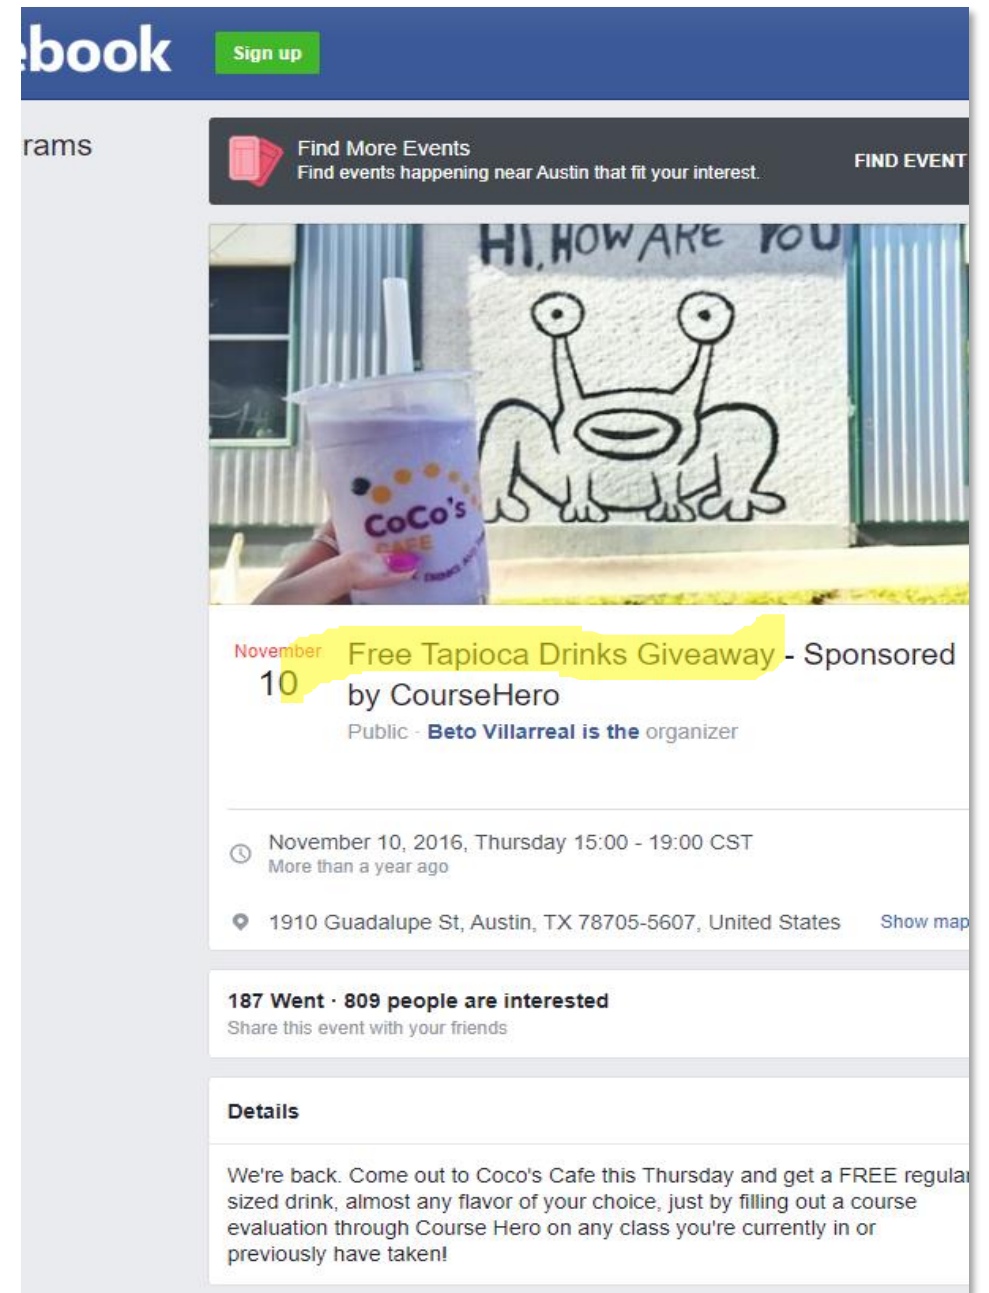 ebook
Sign up
rams
Find More Events
Find events happening near Austin that fit your interest.
FIND EVENT
HI, HOW ARE YOU
CoCo's
CAFE
DRINKS AND
November
10
Free Tapioca Drinks Giveaway - Sponsored
by CourseHero
Public · Beto Villarreal is the organizer
November 10, 2016, Thursday 15:00 - 19:00 CST
More than a year ago
1910 Guadalupe St, Austin, TX 78705-5607, United States
Show map
187 Went · 809 people are interested
Share this event with your friends
Details
We're back. Come out to Coco's Cafe this Thursday and get a FREE regular
sized drink, almost any flavor of your choice, just by filling out a course
evaluation through Course Hero on any class you're currently in or
previously have taken!